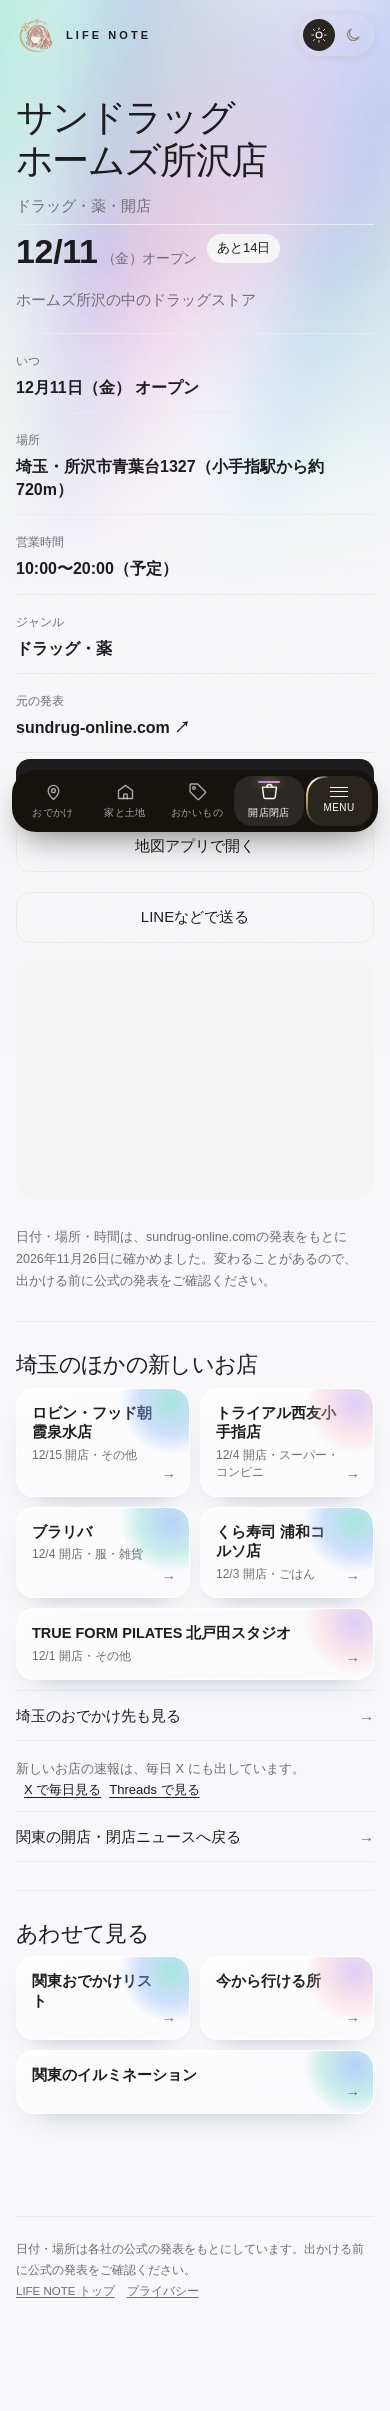 LIFE NOTE
サンドラッグ
ホームズ所沢店
ドラッグ・薬・開店
12/11 （金）オープン あと14日
ホームズ所沢の中のドラッグストア
いつ
12月11日（金） オープン
場所
埼玉・所沢市青葉台1327（小手指駅から約
720m）
営業時間
10:00〜20:00（予定）
ジャンル
ドラッグ・薬
元の発表
sundrug-online.com ↗
おでかけ 家と土地 おかいもの 開店閉店 MENU
地図アプリで開く
LINEなどで送る
日付・場所・時間は、sundrug-online.comの発表をもとに
2026年11月26日に確かめました。変わることがあるので、
出かける前に公式の発表をご確認ください。
埼玉のほかの新しいお店
ロビン・フッド朝
霞泉水店
12/15 開店・その他
→
トライアル西友小
手指店
12/4 開店・スーパー・
コンビニ
→
ブラリバ
12/4 開店・服・雑貨
→
くら寿司 浦和コ
ルソ店
12/3 開店・ごはん
→
TRUE FORM PILATES 北戸田スタジオ
12/1 開店・その他
→
埼玉のおでかけ先も見る →
新しいお店の速報は、毎日 X にも出しています。
X で毎日見る Threads で見る
関東の開店・閉店ニュースへ戻る →
あわせて見る
関東おでかけリス
ト
→
今から行ける所
→
関東のイルミネーション
→
日付・場所は各社の公式の発表をもとにしています。出かける前
に公式の発表をご確認ください。
LIFE NOTE トップ プライバシー